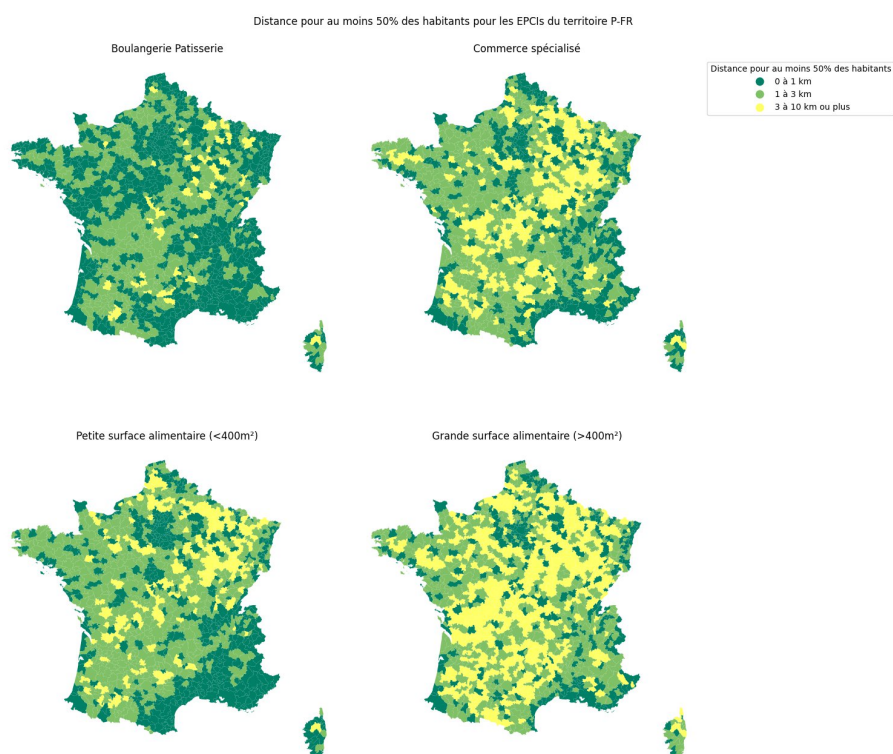 Distance pour au moins 50% des habitants pour les EPCIs du territoire P-FR
Boulangerie Patisserie
Commerce spécialisé
Distance pour au moins 50% des habitants
0 à 1 km
1 à 3 km
3 à 10 km ou plus
Petite surface alimentaire (<400m²)
Grande surface alimentaire (>400m²)